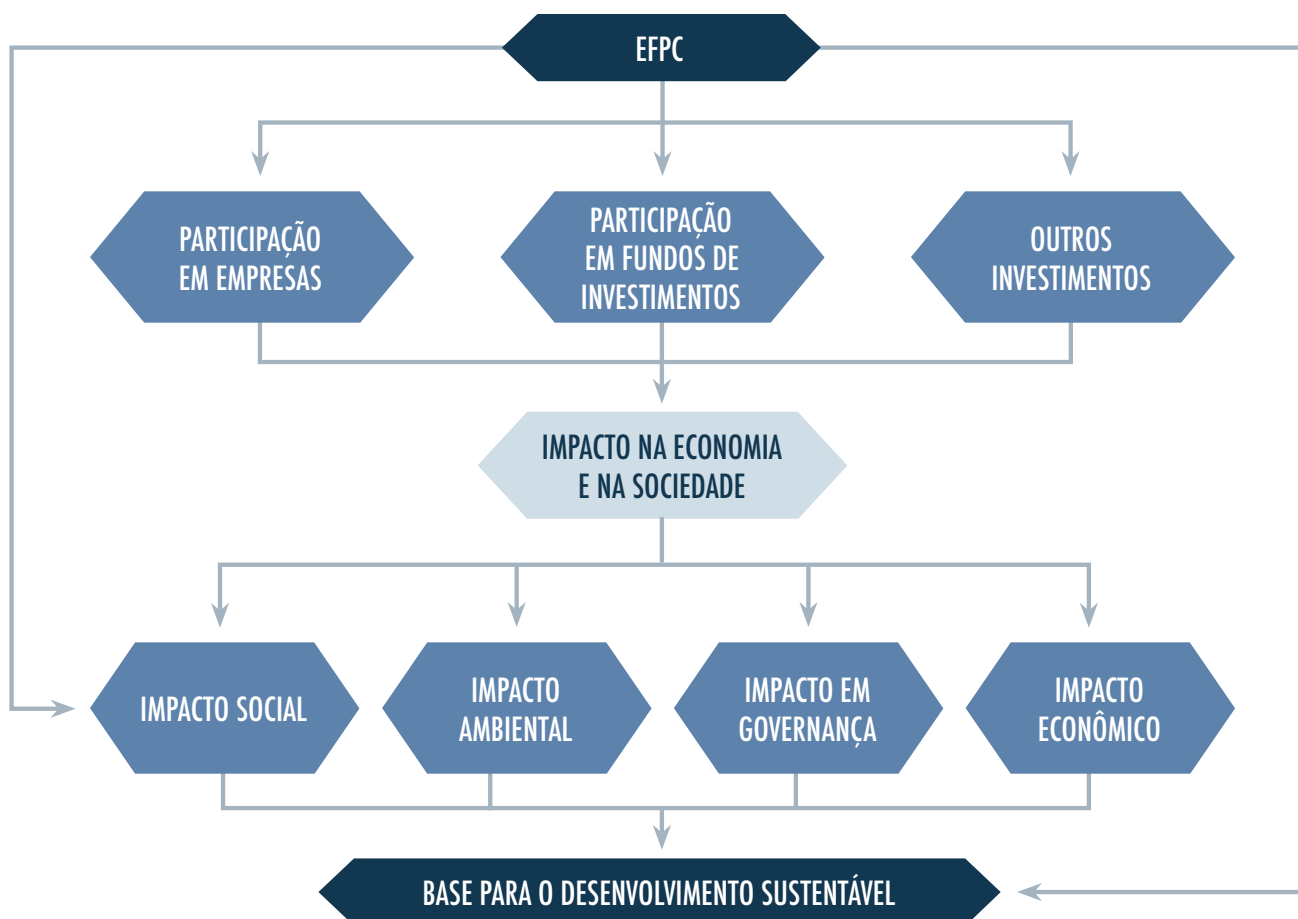 EFPC
PARTICIPAÇÃO
EM EMPRESAS
PARTICIPAÇÃO
EM FUNDOS DE
INVESTIMENTOS
OUTROS
INVESTIMENTOS
IMPACTO NA ECONOMIA
E NA SOCIEDADE
IMPACTO SOCIAL
IMPACTO
AMBIENTAL
IMPACTO EM
GOVERNANÇA
IMPACTO
ECONÔMICO
BASE PARA O DESENVOLVIMENTO SUSTENTÁVEL